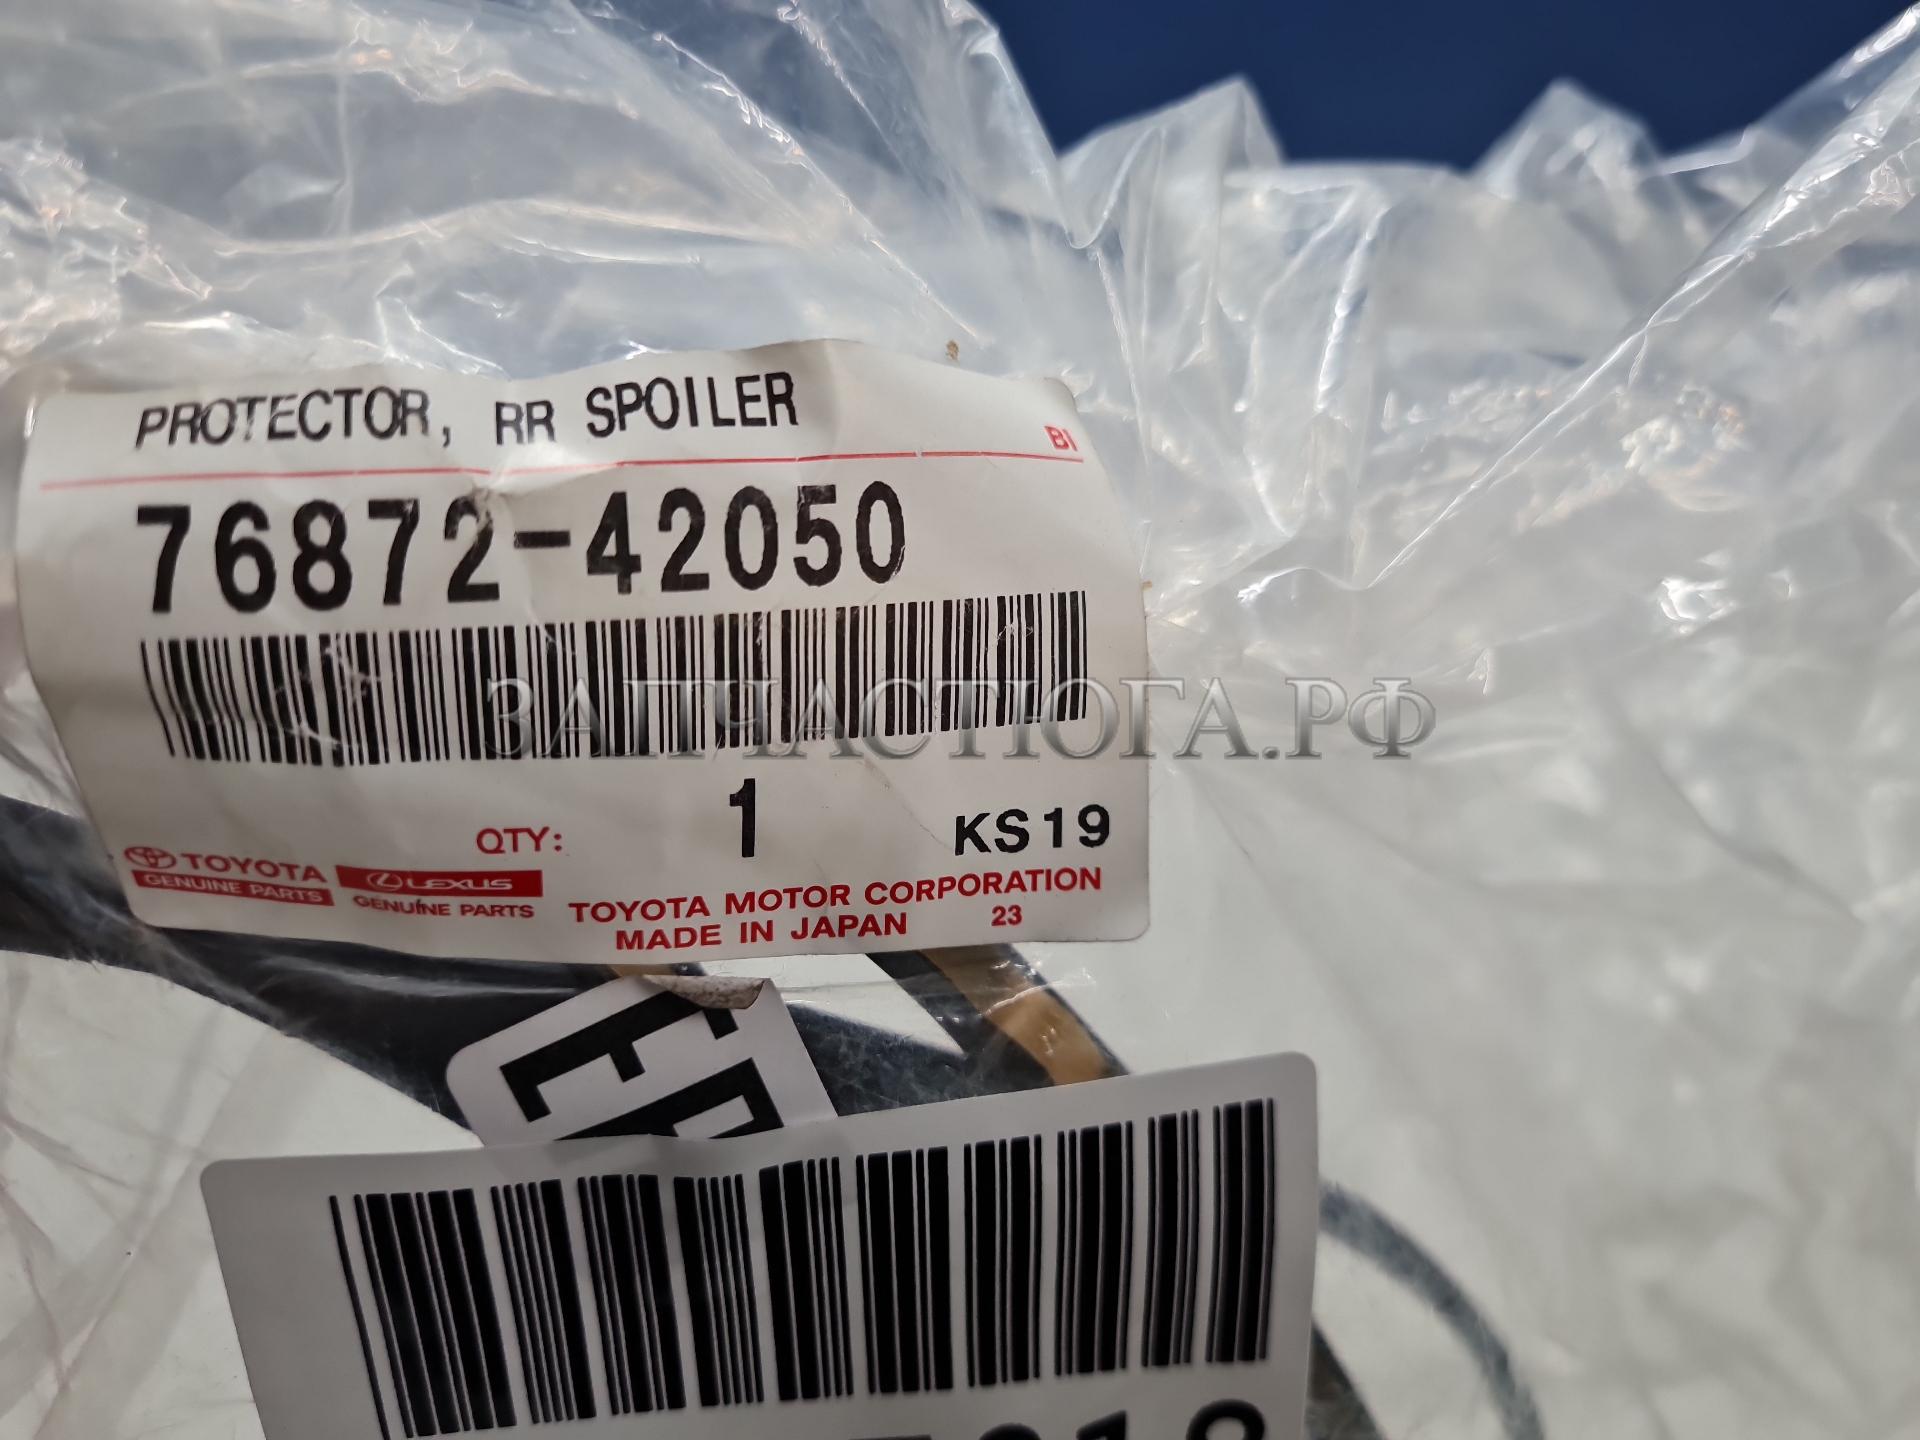 PROTECTOR, RR SPOILER
BI
76872-42050
ЗАПЧАСТЮГА.РФ
QTY: 1 KS19
TOYOTA
GENUINE PARTS
LEXUS
GENUINE PARTS
TOYOTA MOTOR CORPORATION
MADE IN JAPAN 23